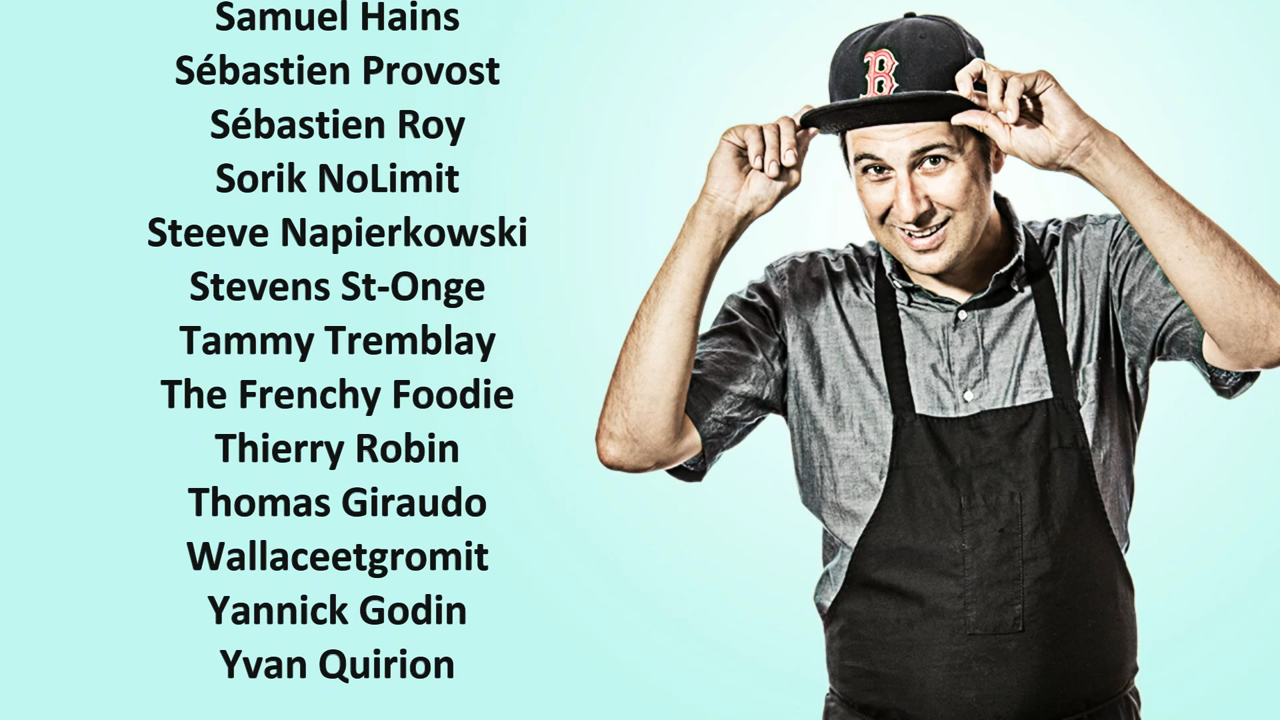 Samuel Hains
Sébastien Provost
Sébastien Roy
Sorik NoLimit
Steeve Napierkowski
Stevens St-Onge
Tammy Tremblay
The Frenchy Foodie
Thierry Robin
Thomas Giraudo
Wallaceetgromit
Yannick Godin
Yvan Quirion
B